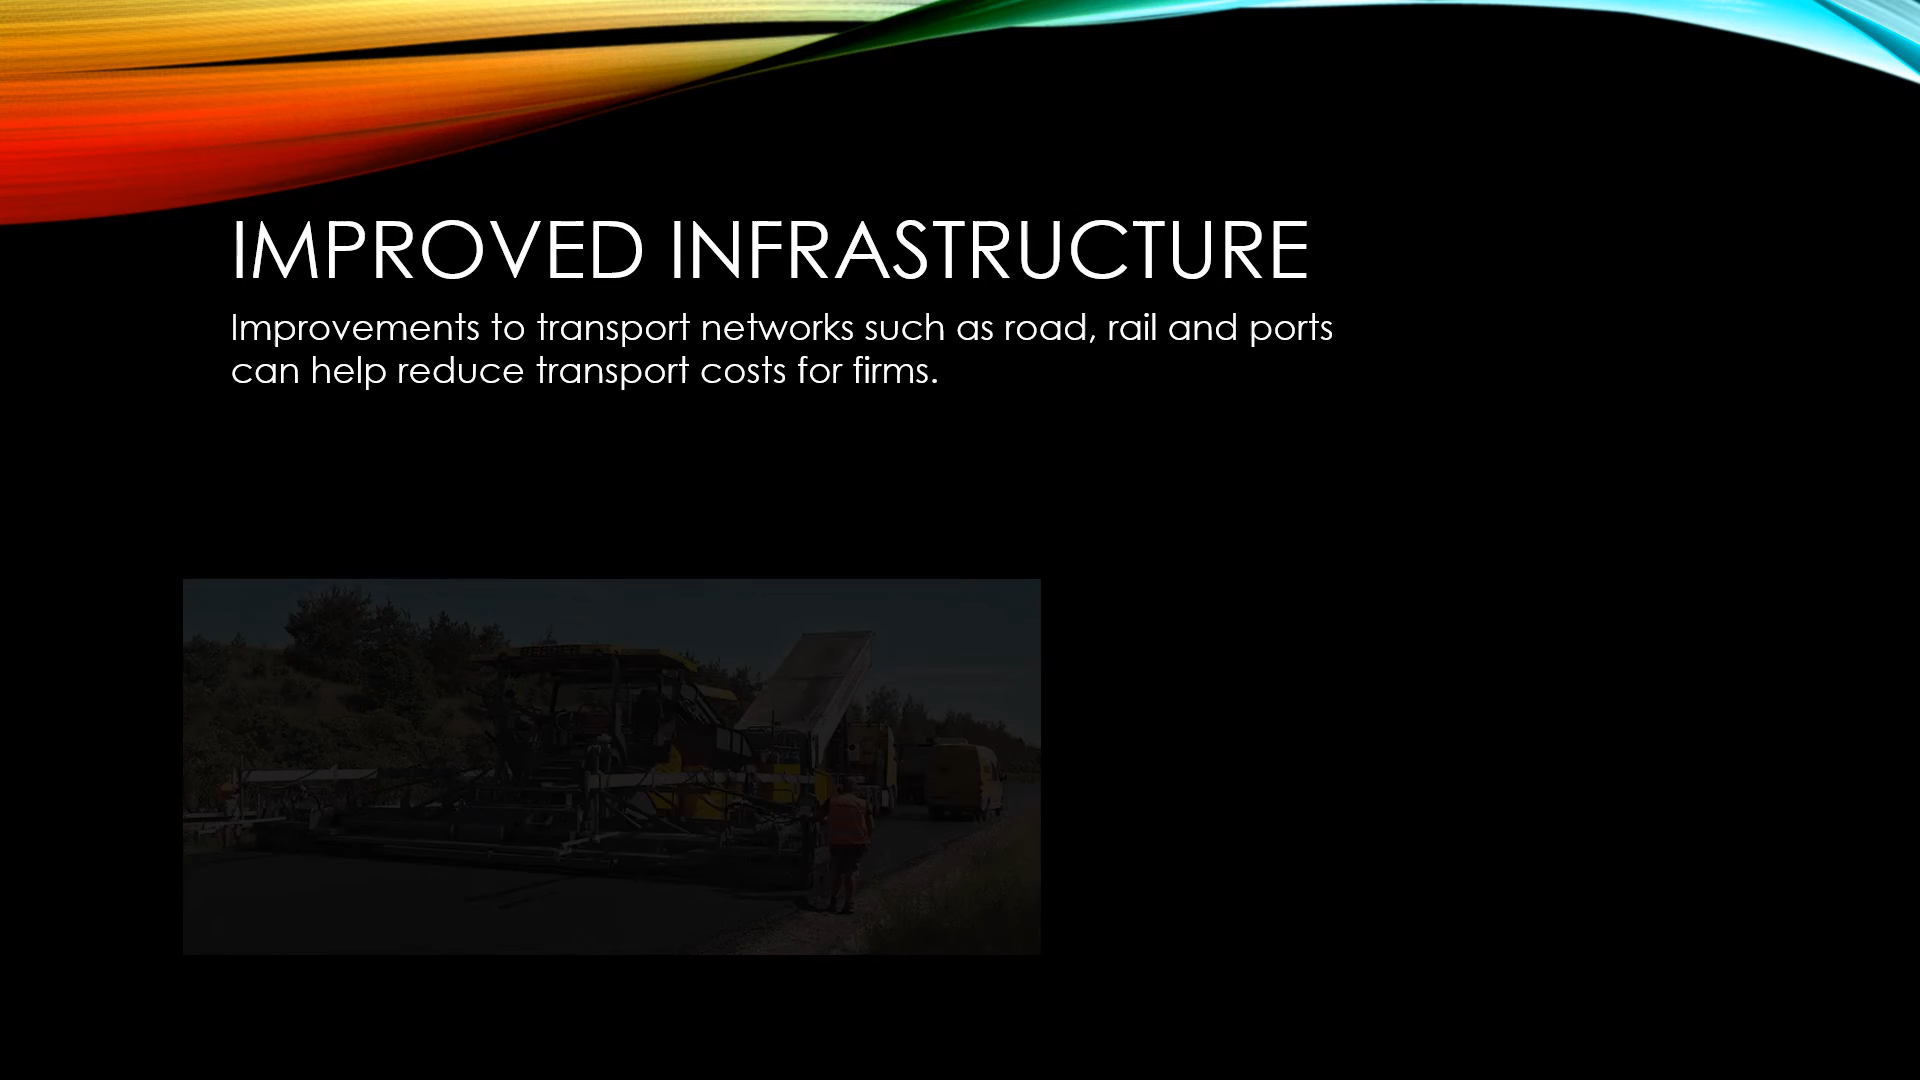 IMPROVED INFRASTRUCTURE
Improvements to transport networks such as road, rail and ports
can help reduce transport costs for firms.